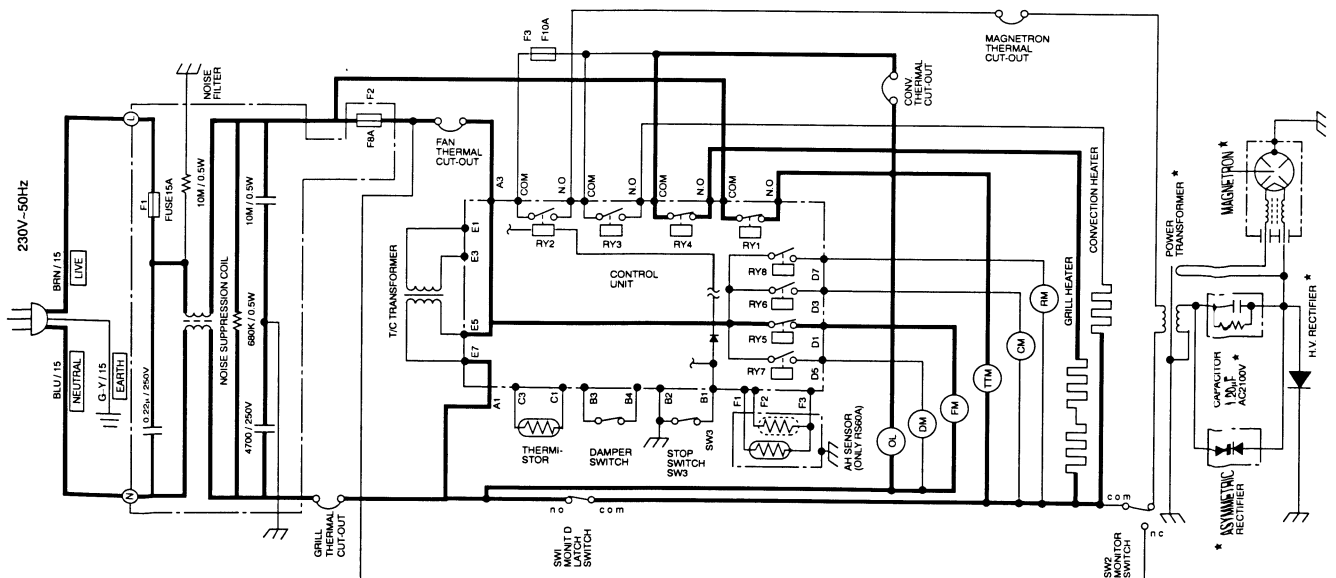 230V~50Hz
BRN / 15
LIVE
BLU / 15
NEUTRAL
G-Y / 15
EARTH
L
N
F1
FUSE15A
0.22µ / 250V
NOISE
FILTER
NOISE SUPPRESSION COIL
10M / 0.5W
680K / 0.5W
10M / 0.5W
4700 / 250V
F2
F8A
FAN
THERMAL
CUT-OUT
GRILL
THERMAL
CUT-OUT
T/C TRANSFORMER
A3
E1
E3
E5
E7
A1
F3
F10A
COM
N.O
COM
N.O
COM
N.O
COM
N.O
RY2
RY3
RY4
RY1
CONTROL
UNIT
RY8
RY6
RY5
RY7
D7
D3
D1
D5
C3
C1
B3
B4
B2
B1
F1
F2
F3
THERMI-
STOR
DAMPER
SWITCH
STOP
SWITCH
SW3
SW3
AH SENSOR
(ONLY RS60A)
SW1
MONIT D
LATCH
SWITCH
no
com
MAGNETRON
THERMAL
CUT-OUT
CONV.
THERMAL
CUT-OUT
OL
DM
FM
TTM
CM
RM
GRILL HEATER
CONVECTION HEATER
com
nc
SW2
MONITOR
SWITCH
POWER
TRANSFORMER *
MAGNETRON *
CAPACITOR
1.20µF *
AC2100V
H.V. RECTIFIER *
* ASYMMETRIC
RECTIFIER